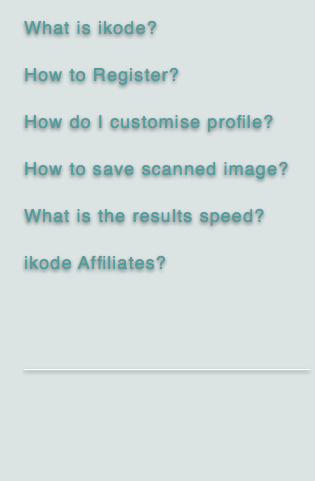 What is ikode?
How to Register?
How do I customise profile?
How to save scanned image?
What is the results speed?
ikode Affiliates?